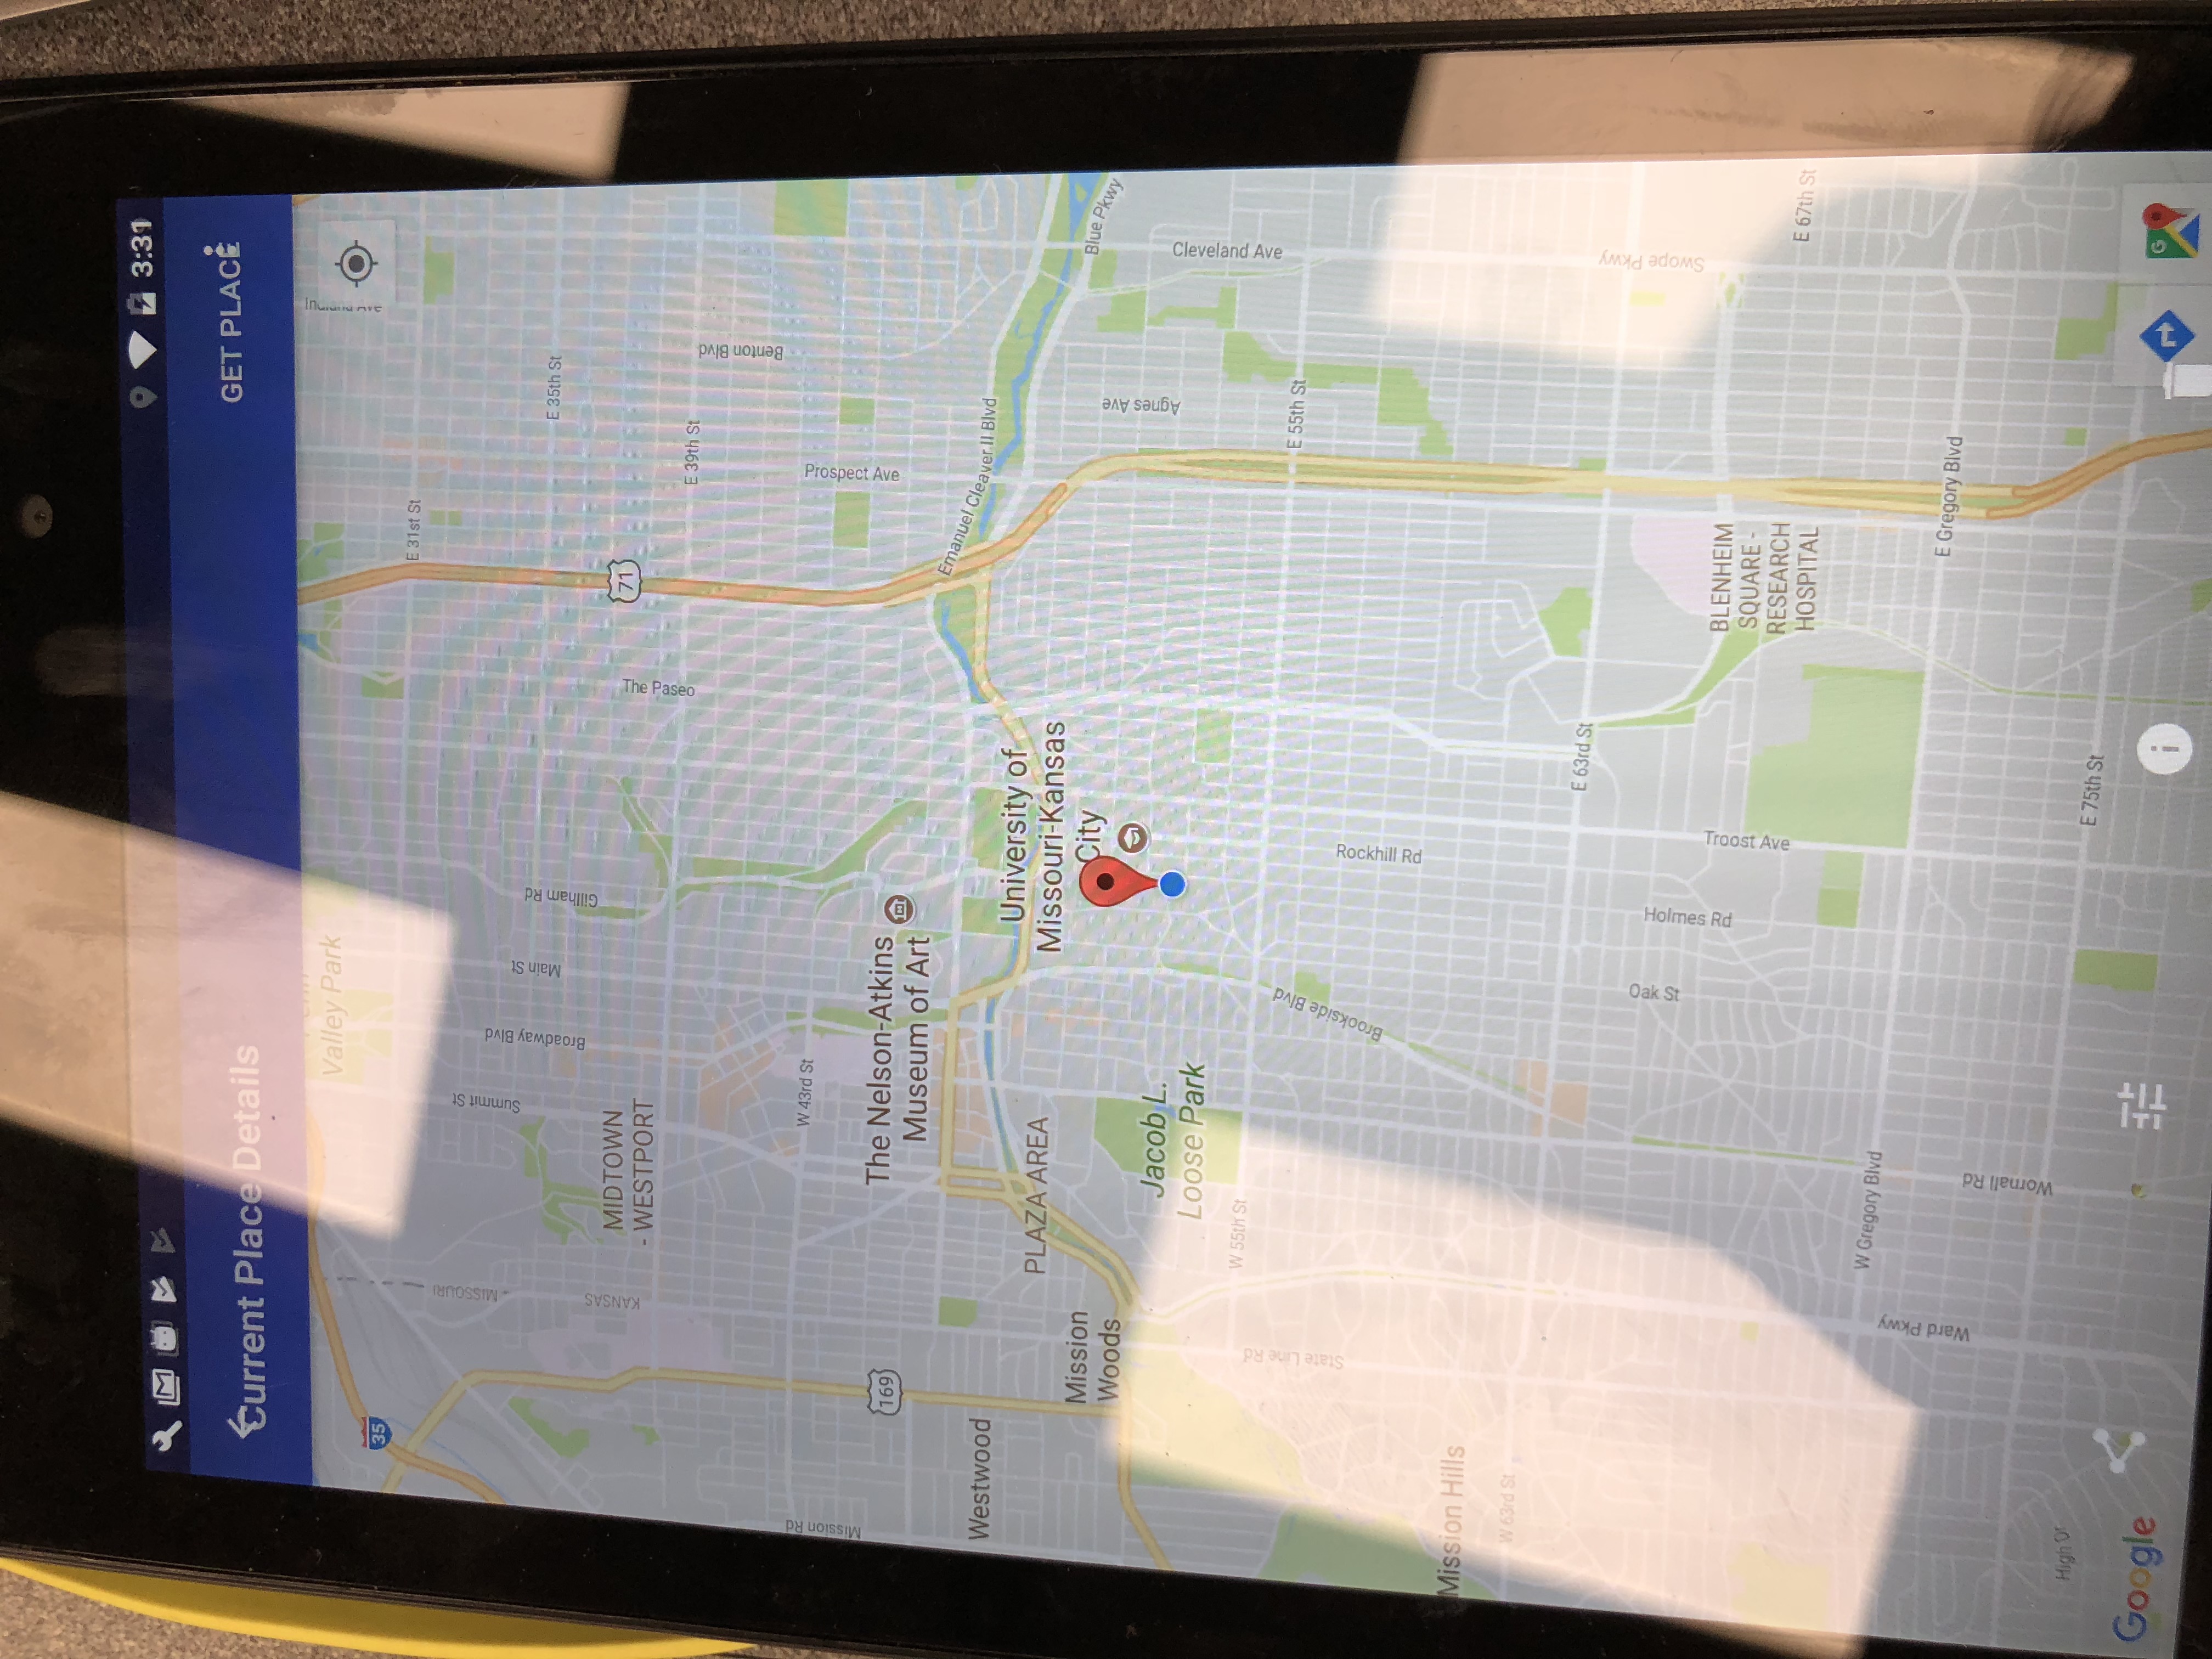 3:31
Current Place Details
GET PLACE
Valley Park
35
E 31st St
MISSOURI
Summit St
Broadway Blvd
Main St
Gillham Rd
E 35th St
KANSAS
MIDTOWN
- WESTPORT
The Paseo
71
E 39th St
Benton Blvd
Mission Rd
W 43rd St
Prospect Ave
169
The Nelson-Atkins
Museum of Art
Emanuel Cleaver II Blvd
Westwood
University of
Missouri-Kansas
City
PLAZA AREA
Mission
Woods
Blue Pkwy
Agnes Ave
Jacob L.
Loose Park
Cleveland Ave
W 55th St
State Line Rd
E 55th St
Brookside Blvd
Rockhill Rd
Mission Hills
W 63rd St
E 63rd St
Oak St
Holmes Rd
Swope Pkwy
Troost Ave
BLENHEIM
SQUARE -
RESEARCH
HOSPITAL
E 67th St
W Gregory Blvd
Ward Pkwy
E Gregory Blvd
Wornall Rd
High Dr
E 75th St
Google
G